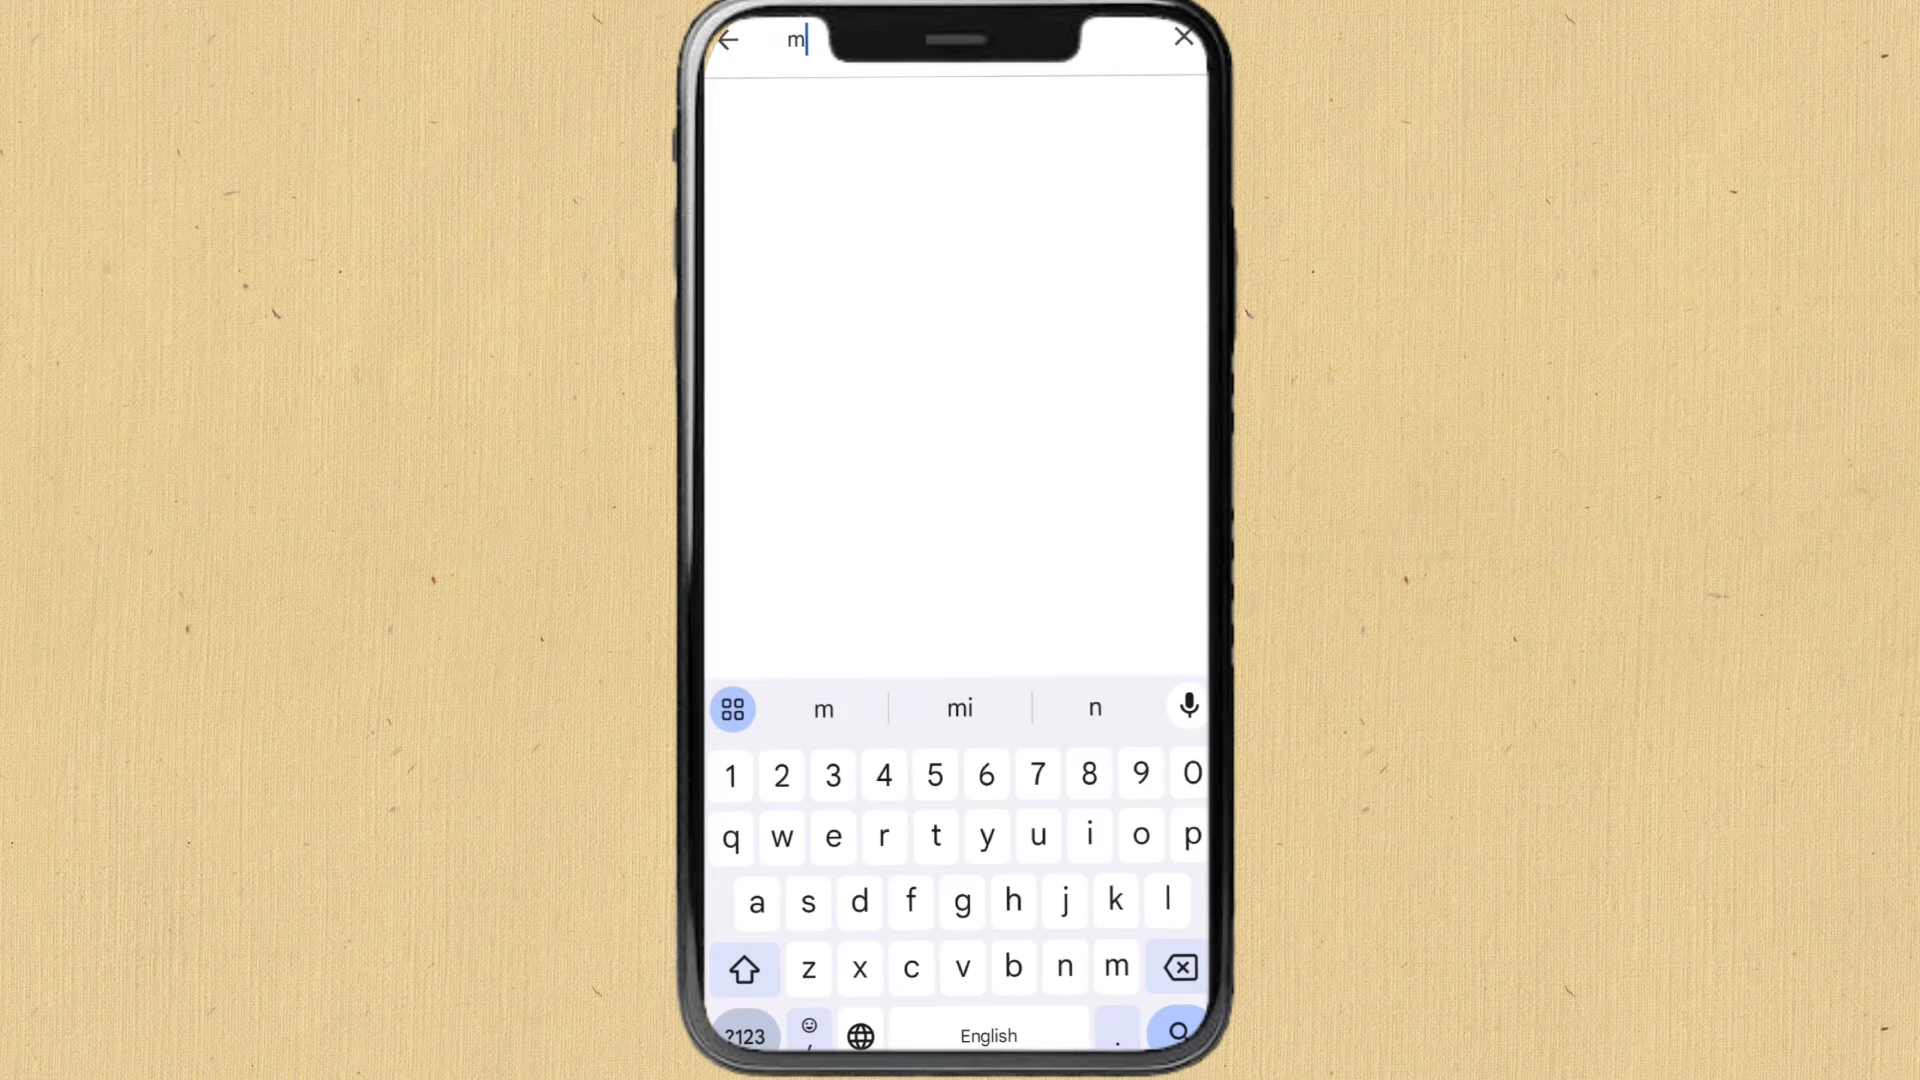 m
m mi n
1 2 3 4 5 6 7 8 9 0
q w e r t y u i o p
a s d f g h j k l
z x c v b n m
?123 , English .